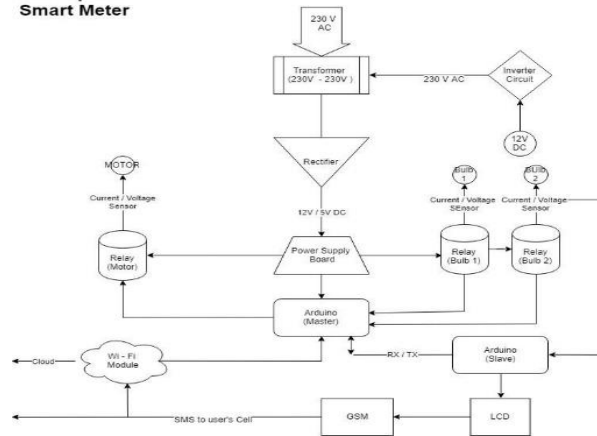 Smart Meter
230 V
AC
Transformer
(230V - 230V )
230 V AC
Inverter
Circuit
12V
DC
Rectifier
MOTOR
Bulb
1
BUlb
2
Current / Voltage
Sensor
Current / Voltage
SEnsor
Current / Voltage
Sensor
12V / 5V DC
Relay
(Motor)
Power Supply
Board
Relay
(Bulb 1)
Relay
(Bulb 2)
Arduino
(Master)
Cloud
Wi - Fi
Module
RX / TX
Arduino
(Slave)
SMS to user's Cell
GSM
LCD